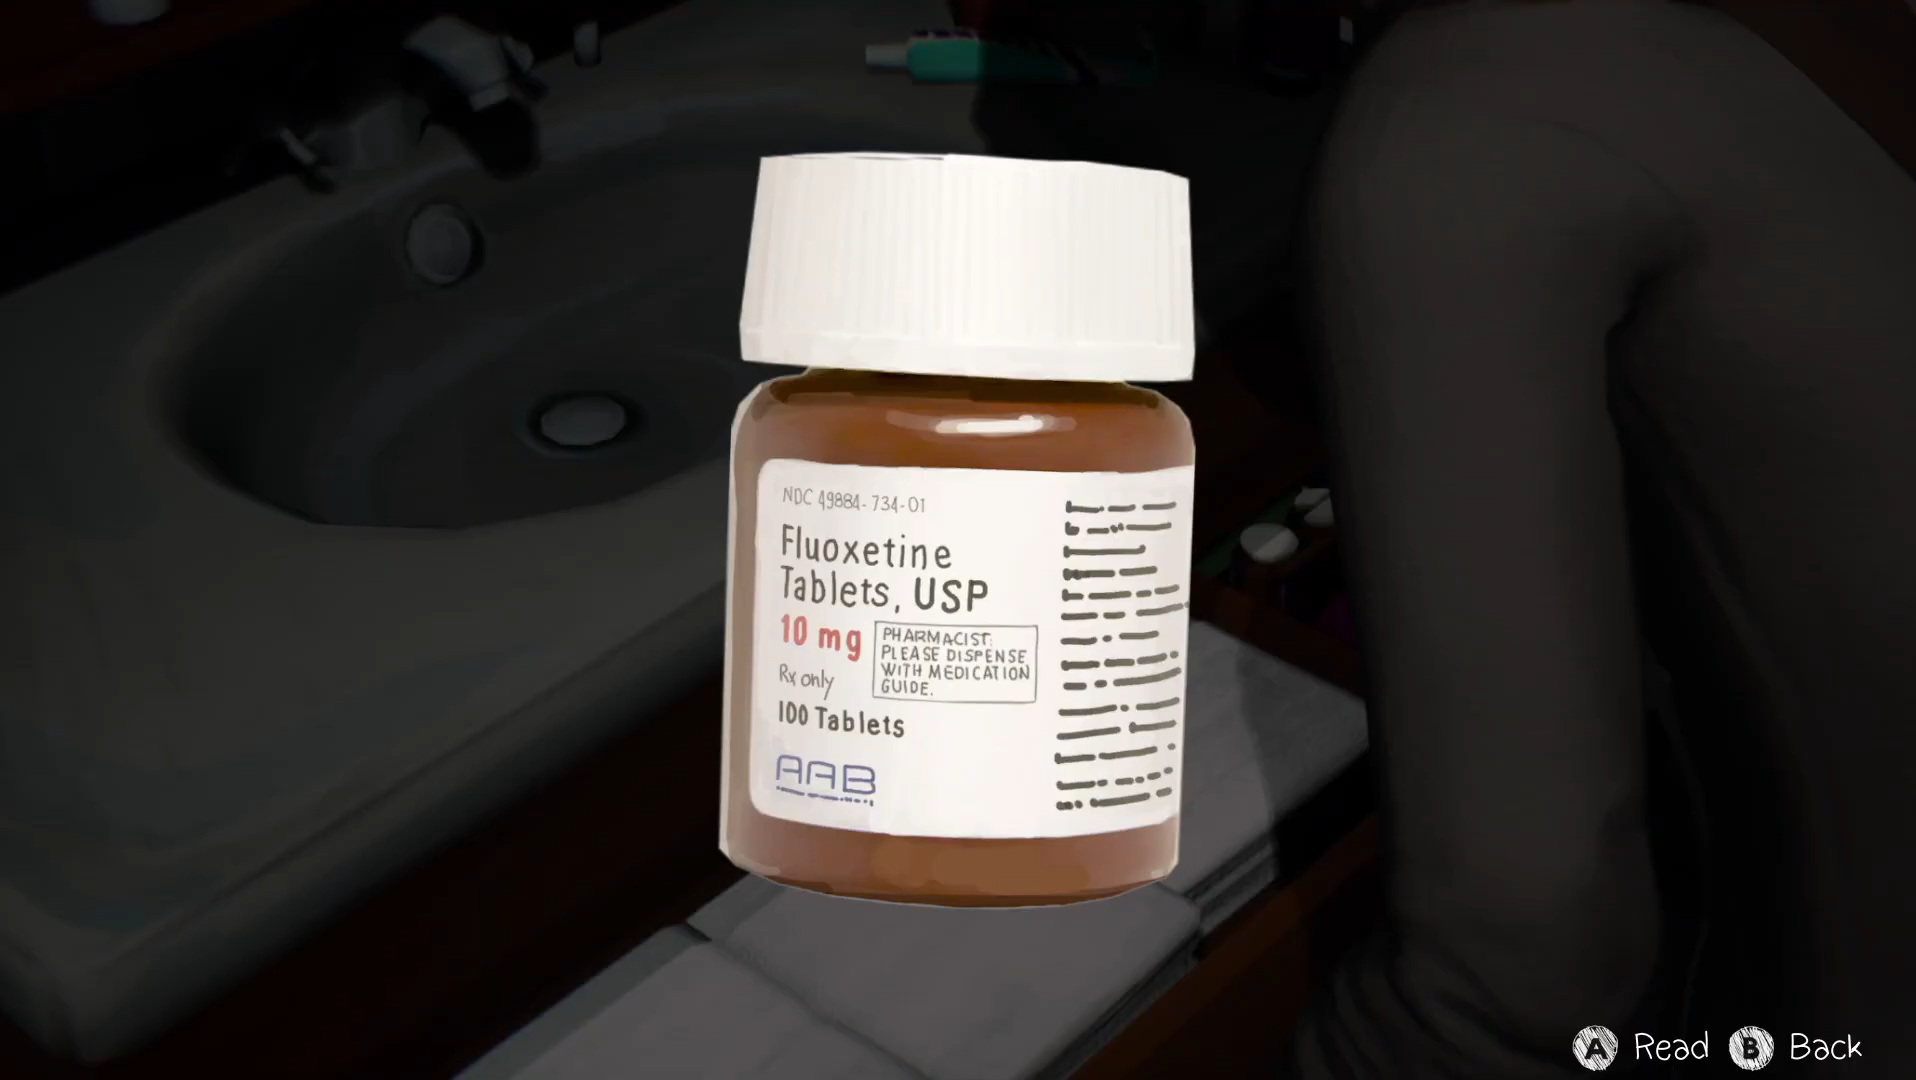 NDC 49884-734-01
Fluoxetine
Tablets, USP
10 mg
PHARMACIST:
PLEASE DISPENSE
WITH MEDICATION
GUIDE.
Rx only
100 Tablets
AAB
A Read B Back